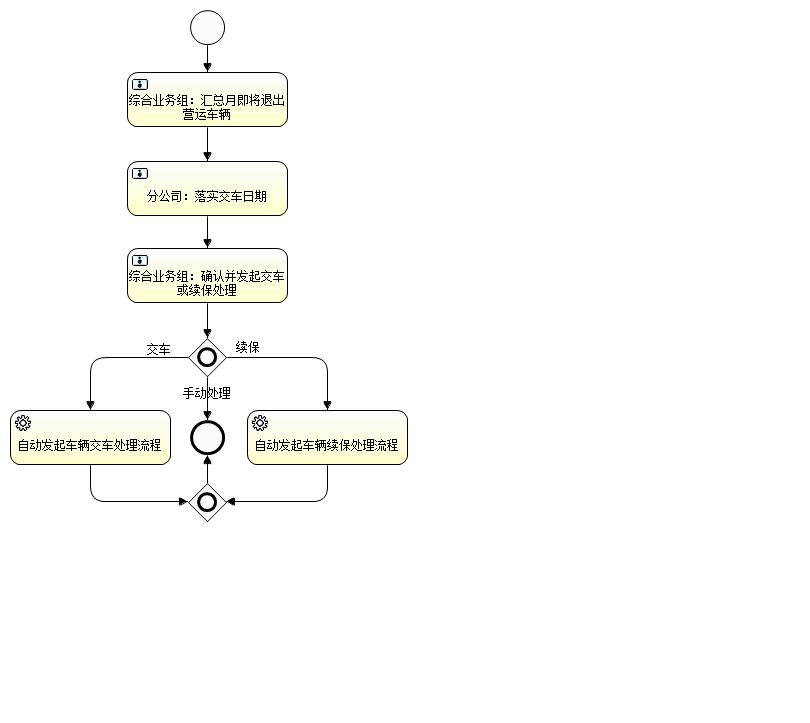 综合业务组：汇总月即将退出
营运车辆
分公司：落实交车日期
综合业务组：确认并发起交车
或续保处理
交车
续保
手动处理
自动发起车辆交车处理流程
自动发起车辆续保处理流程